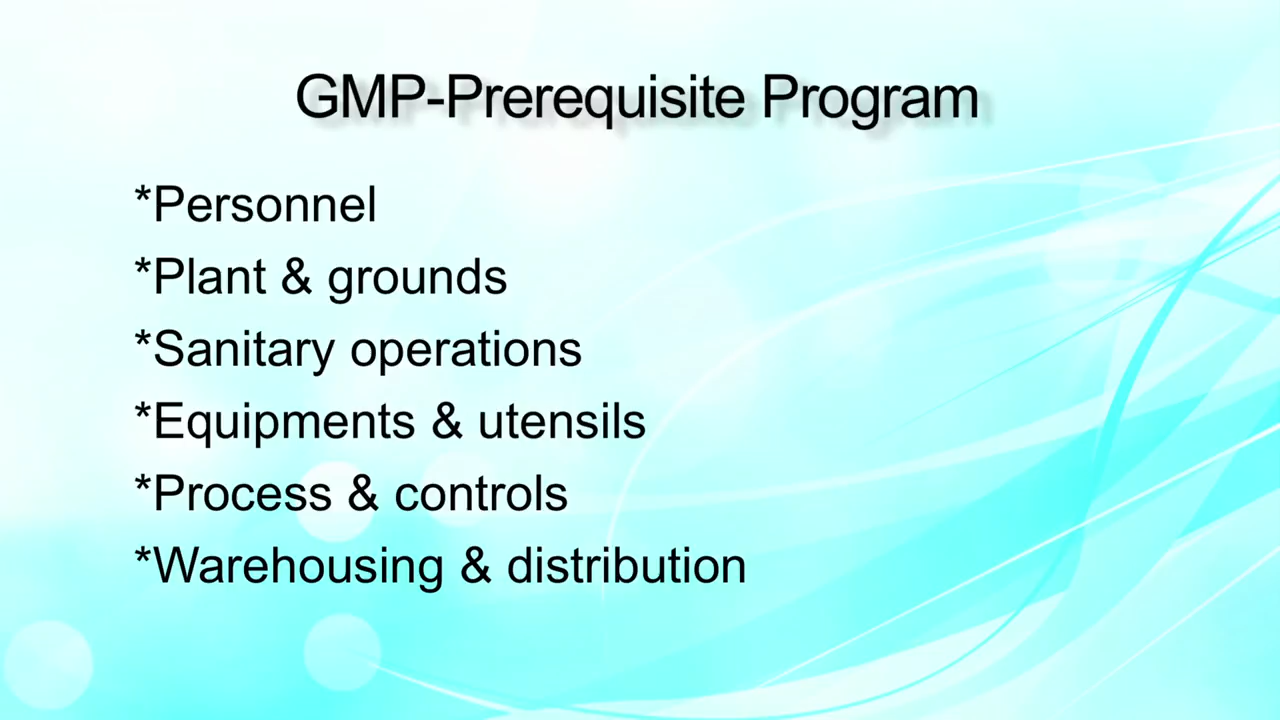 GMP-Prerequisite Program
*Personnel
*Plant & grounds
*Sanitary operations
*Equipments & utensils
*Process & controls
*Warehousing & distribution